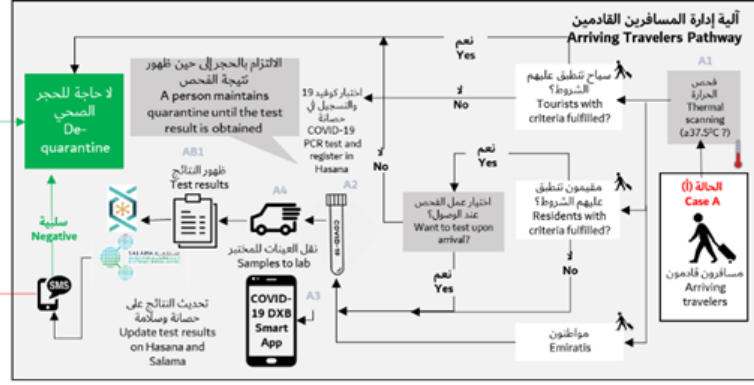 آلية إدارة المسافرين القادمين
Arriving Travelers Pathway
A1
فحص
الحرارة
Thermal
scanning
(≥37.5ºC ?)
الحالة (أ)
Case A
مسافرون قادمون
Arriving
travelers
سياح تنطبق عليهم
الشروط؟
Tourists with
criteria fulfilled?
نعم
Yes
لا
No
مقيمون تنطبق
عليهم الشروط؟
Residents with
criteria fulfilled?
نعم
Yes
لا
No
مواطنون
Emiratis
اختيار عمل الفحص
عند الوصول؟
Want to test upon
arrival?
لا
No
نعم
Yes
اختبار كوفيد 19
والتسجيل في
حصانة
COVID-19
PCR test and
register in
Hasana
A2
COVID-19
A3
COVID-
19 DXB
Smart
App
الالتزام بالحجر إلى حين ظهور
نتيجة الفحص
A person maintains
quarantine until the test
result is obtained
A4
نقل العينات للمختبر
Samples to lab
AB1
ظهور النتائج
Test results
SALAMA
تحديث النتائج على
حصانة وسلامة
Update test results
on Hasana and
Salama
SMS
سلبية
Negative
لا حاجة للحجر
الصحي
De-
quarantine